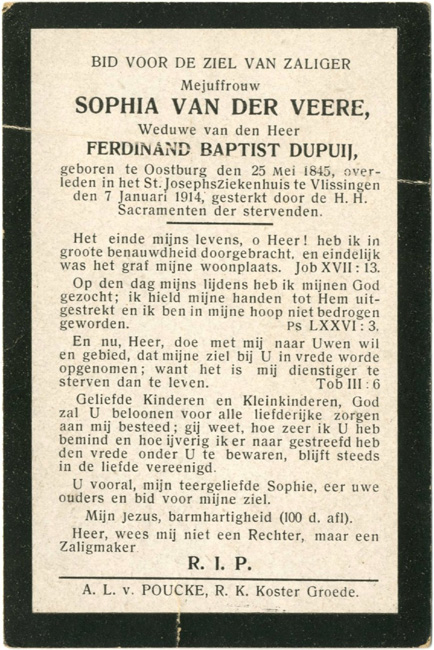 BID VOOR DE ZIEL VAN ZALIGER
Mejuffrouw
SOPHIA VAN DER VEERE,
Weduwe van den Heer
FERDINAND BAPTIST DUPUIJ,
geboren te Oostburg den 25 Mei 1845, over-
leden in het St. Josephsziekenhuis te Vlissingen
den 7 Januari 1914, gesterkt door de H. H.
Sacramenten der stervenden.
Het einde mijns levens, o Heer! heb ik in
groote benauwdheid doorgebracht, en eindelijk
was het graf mijne woonplaats. Job XVII : 13.
Op den dag mijns lijdens heb ik mijnen God
gezocht; ik hield mijne handen tot Hem uit-
gestrekt en ik ben in mijne hoop niet bedrogen
geworden. Ps LXXVI : 3.
En nu, Heer, doe met mij naar Uwen wil
en gebied, dat mijne ziel bij U in vrede worde
opgenomen; want het is mij dienstiger te
sterven dan te leven. Tob III : 6
Geliefde Kinderen en Kleinkinderen, God
zal U beloonen voor alle liefderijke zorgen
aan mij besteed; gij weet, hoe zeer ik U heb
bemind en hoe ijverig ik er naar gestreefd heb
den vrede onder U te bewaren, blijft steeds
in de liefde vereenigd.
U vooral, mijn teergeliefde Sophie, eer uwe
ouders en bid voor mijne ziel.
Mijn Jezus, barmhartigheid (100 d. afl).
Heer, wees mij niet een Rechter, maar een
Zaligmaker
R. I. P.
A. L. v. POUCKE, R. K. Koster Groede.